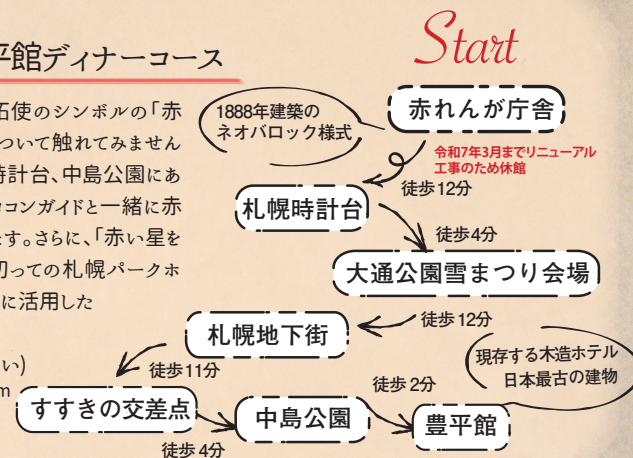 平館ディナーコース
拓使のシンボルの「赤
ついて触れてみません
時計台、中島公園にあ
コンガイドと一緒に赤
す。さらに、「赤い星を
切っての札幌パークホ
に活用した
い)
m
Start
赤れんが庁舎
1888年建築の
ネオバロック様式
令和7年3月までリニューアル
工事のため休館
徒歩12分
札幌時計台
徒歩4分
大通公園雪まつり会場
徒歩12分
札幌地下街
徒歩11分
すすきの交差点
徒歩4分
中島公園
徒歩2分
豊平館
現存する木造ホテル
日本最古の建物